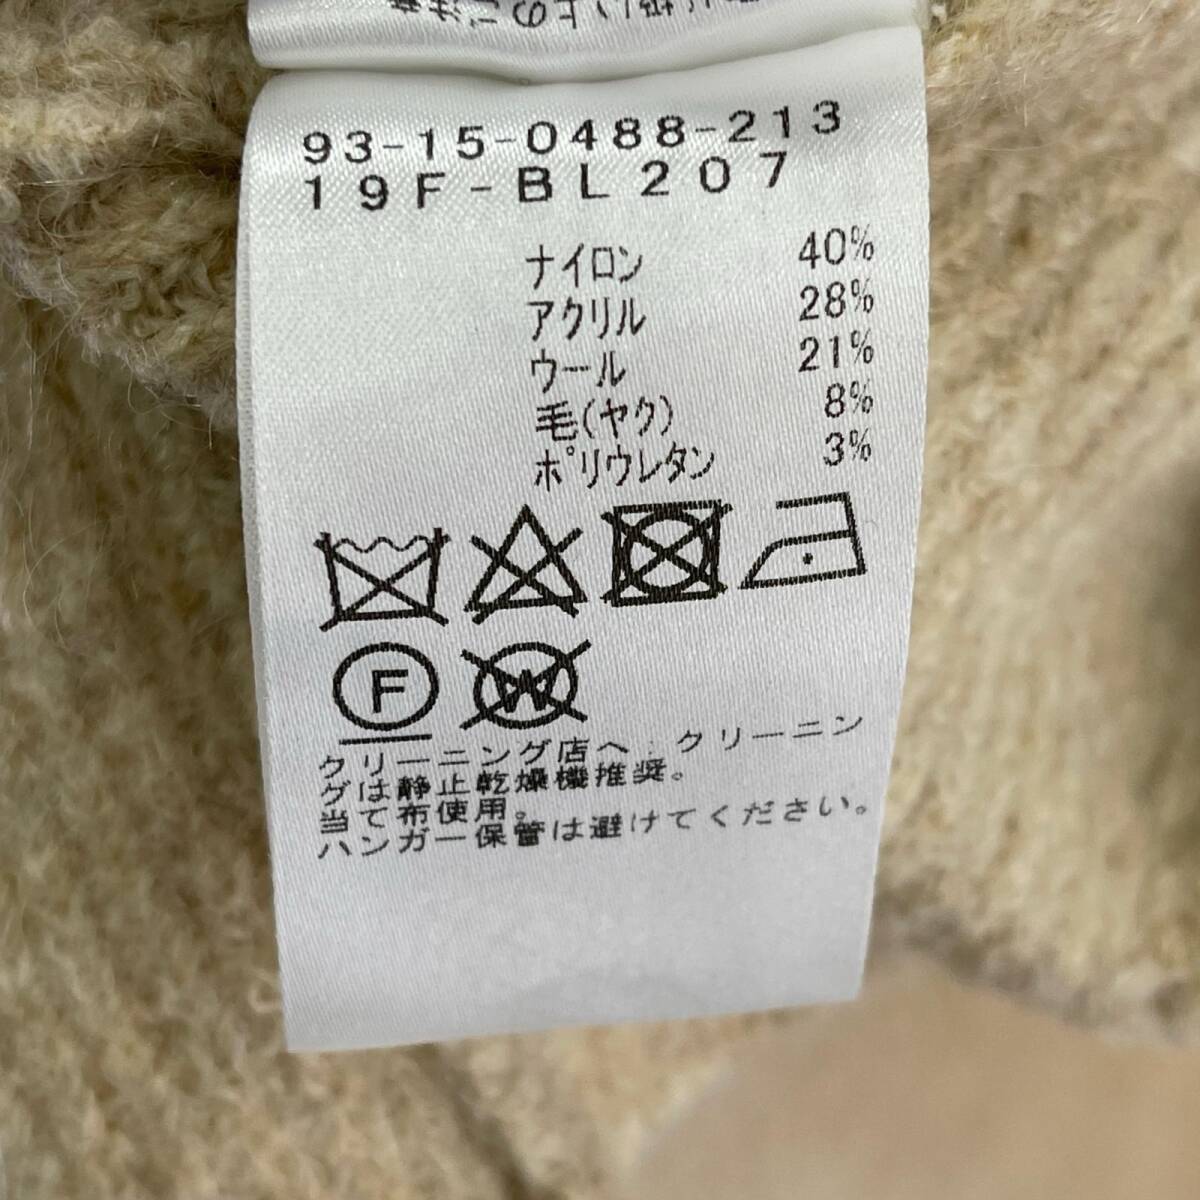 93-15-0488-213
19F-BL207
ナイロン 40%
アクリル 28%
ウール 21%
毛(ヤク) 8%
ポリウレタン 3%
F W
クリーニング店へ:クリーニン
グは静止乾燥機推奨。
当て布使用。
ハンガー保管は避けてください。